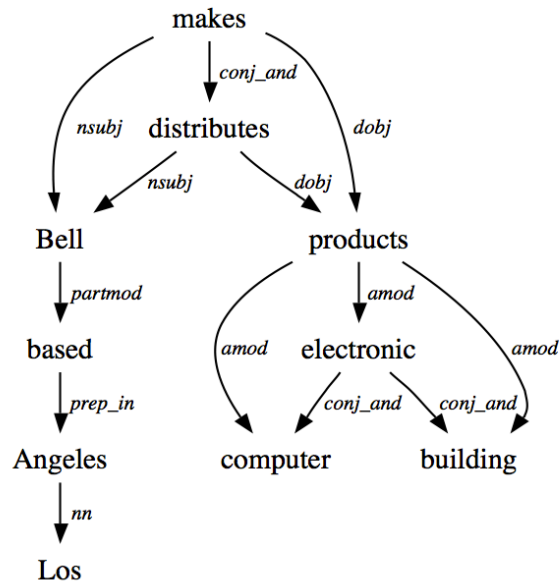 makes
conj_and
nsubj
distributes
dobj
nsubj
dobj
Bell
products
partmod
amod
based
electronic
amod
amod
prep_in
conj_and
conj_and
Angeles
computer
building
nn
Los